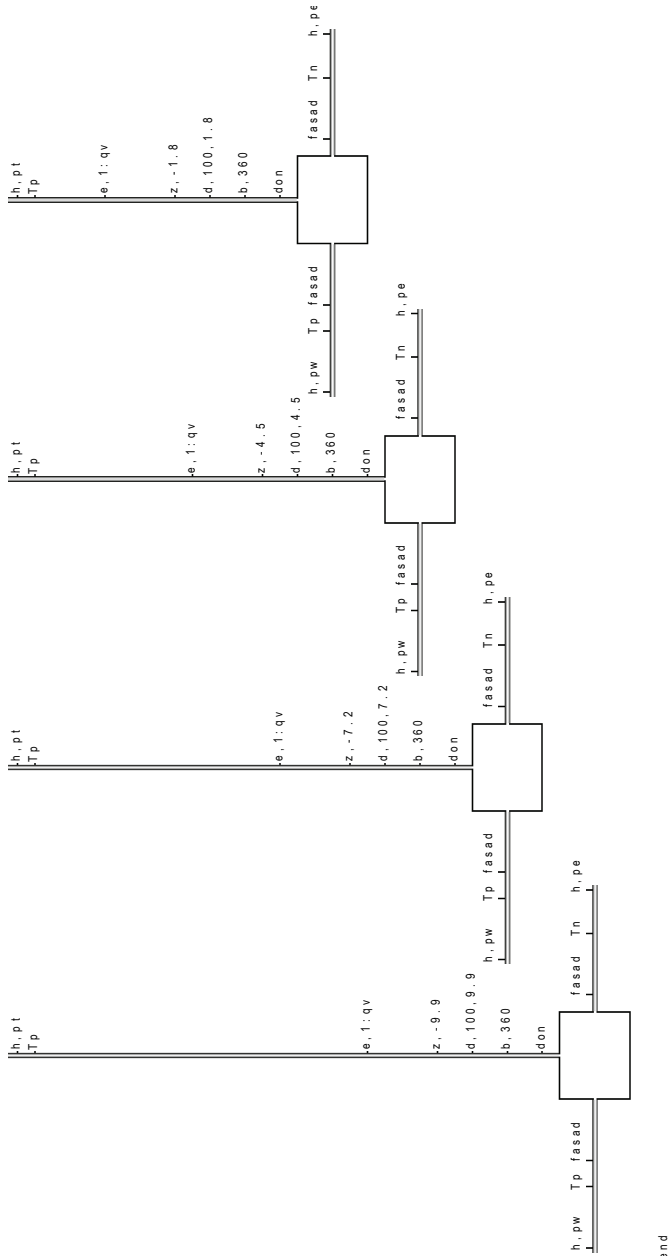 h,pt
Tp
e,1:qv
z,-9.9
d,100,9.9
b,360
don
h,pw Tp fasad fasad Tn h,pe
h,pt
Tp
e,1:qv
z,-7.2
d,100,7.2
b,360
don
h,pw Tp fasad fasad Tn h,pe
h,pt
Tp
e,1:qv
z,-4.5
d,100,4.5
b,360
don
h,pw Tp fasad fasad Tn h,pe
h,pt
Tp
e,1:qv
z,-1.8
d,100,1.8
b,360
don
h,pw Tp fasad fasad Tn h,pe